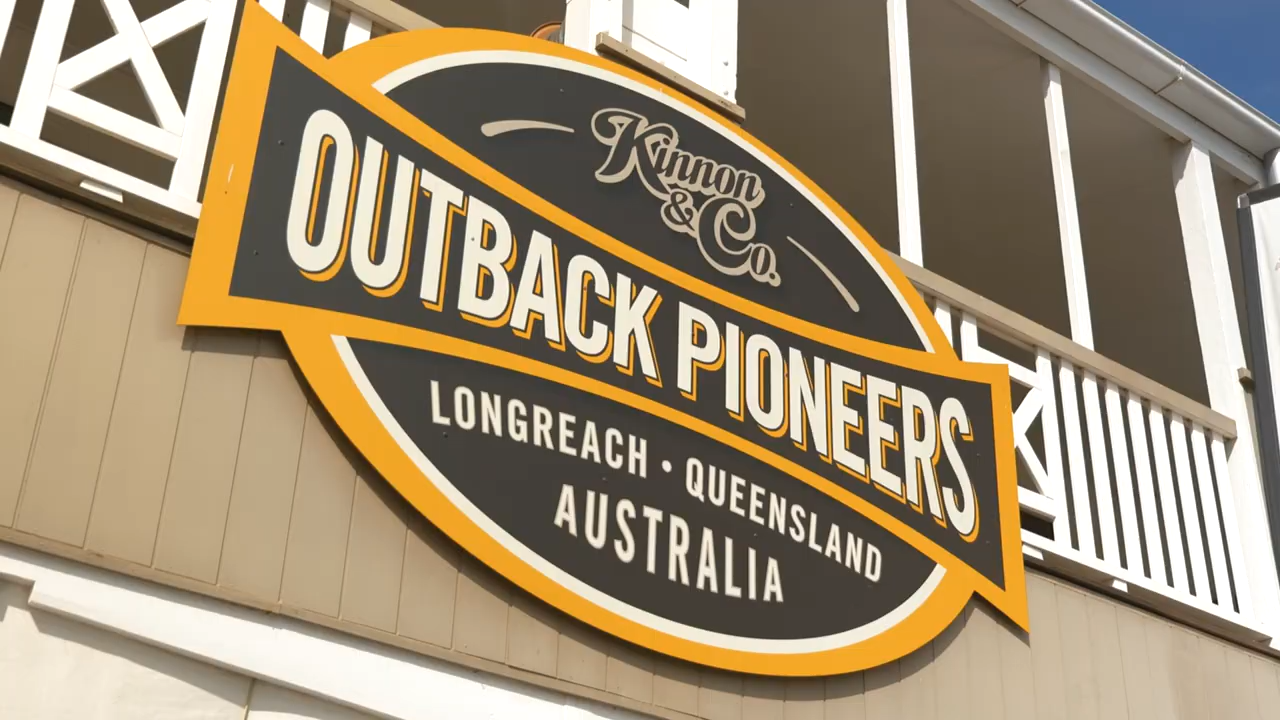 Kinnon
& Co.
OUTBACK PIONEERS
LONGREACH • QUEENSLAND
AUSTRALIA